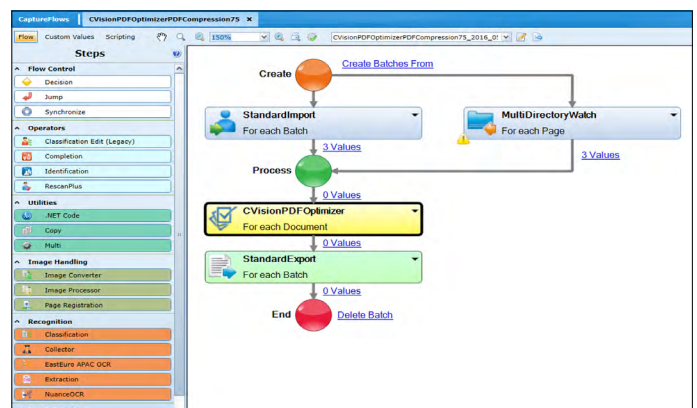 CaptureFlows
CVisionPDFOptimizerPDFCompression75 ×
Flow Custom Values Scripting
150%
CVisionPDFOptimizerPDFCompression75_2016_0
Steps
Flow Control
Decision
Jump
Synchronize
Operators
Classification Edit (Legacy)
Completion
Identification
RescanPlus
Utilities
.NET Code
Copy
Multi
Image Handling
Image Converter
Image Processor
Page Registration
Recognition
Classification
Collector
EastEuro APAC OCR
Extraction
NuanceOCR
Create
Create Batches From
StandardImport
For each Batch
3 Values
MultiDirectoryWatch
For each Page
3 Values
Process
0 Values
CVisionPDFOptimizer
For each Document
0 Values
StandardExport
For each Batch
0 Values
End
Delete Batch